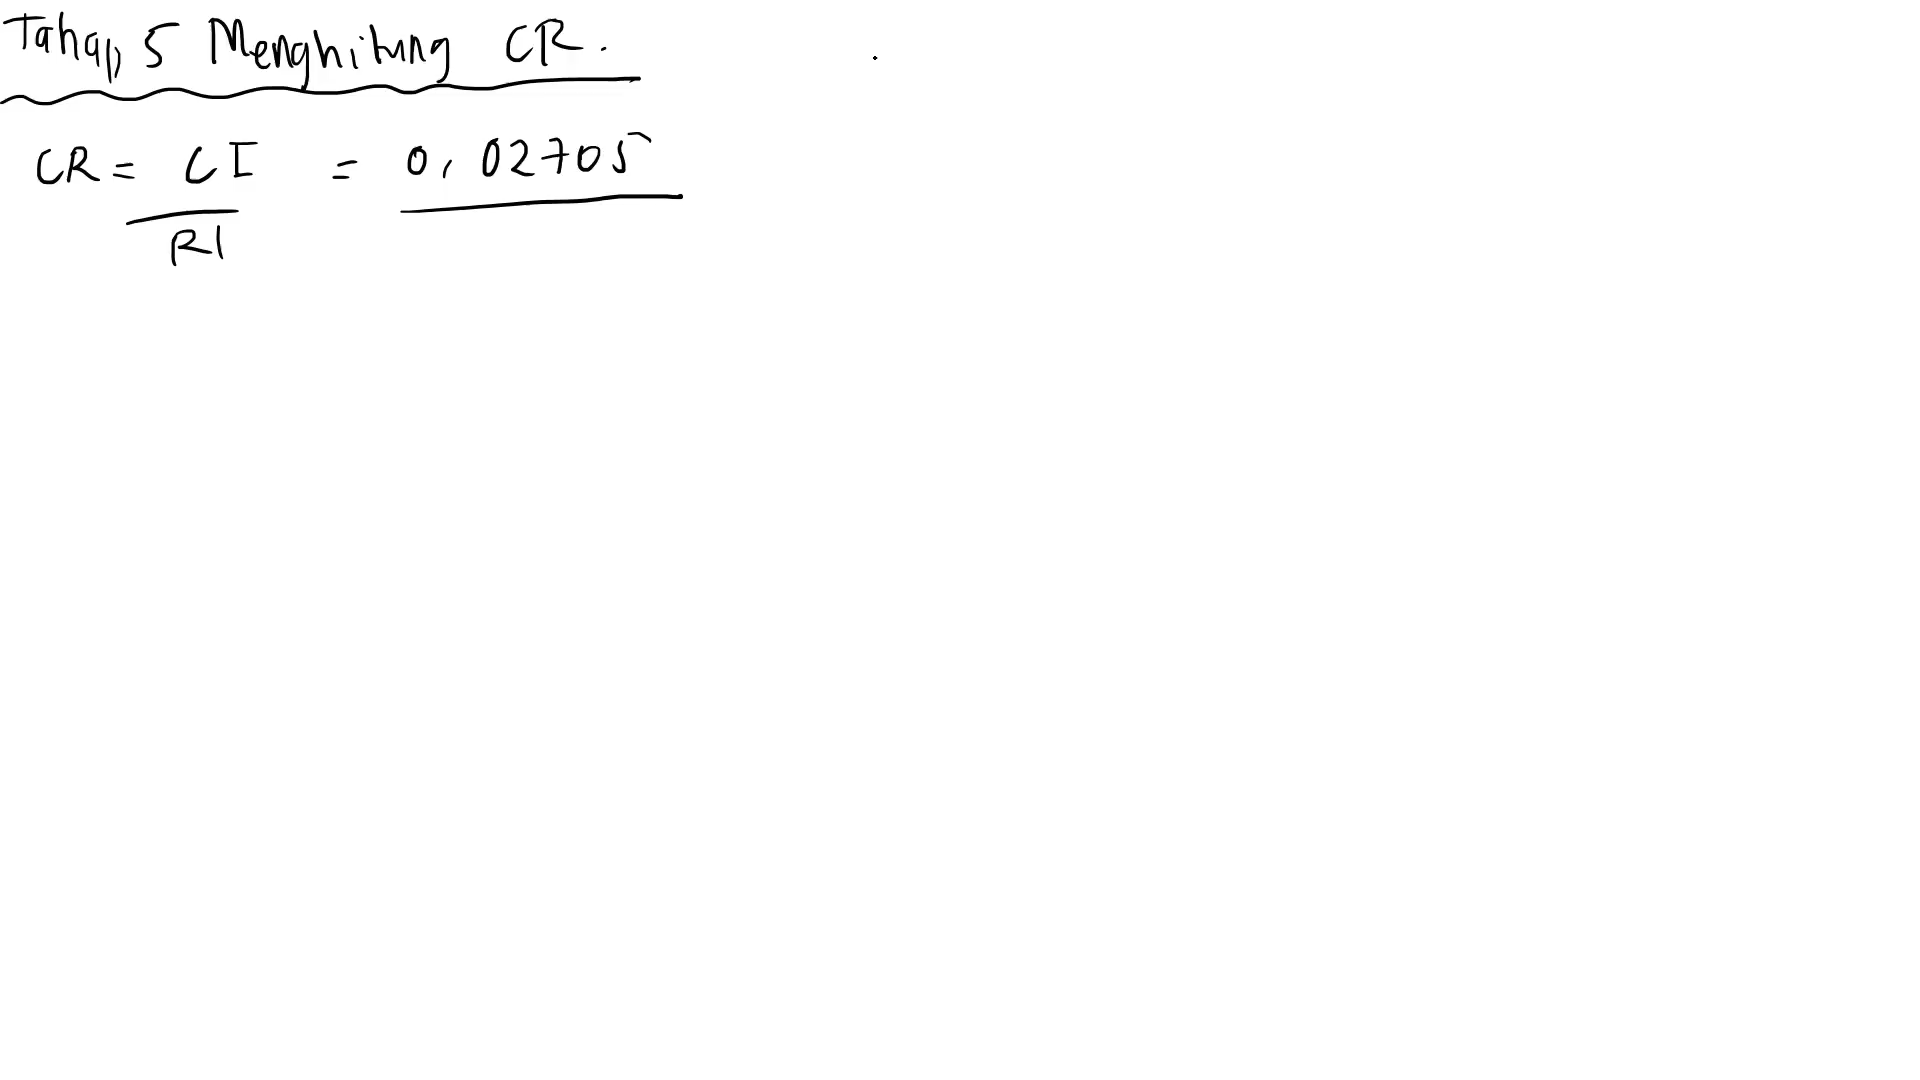 Tahap 5 Menghitung CR.
CR = CI = 0,02705
RI